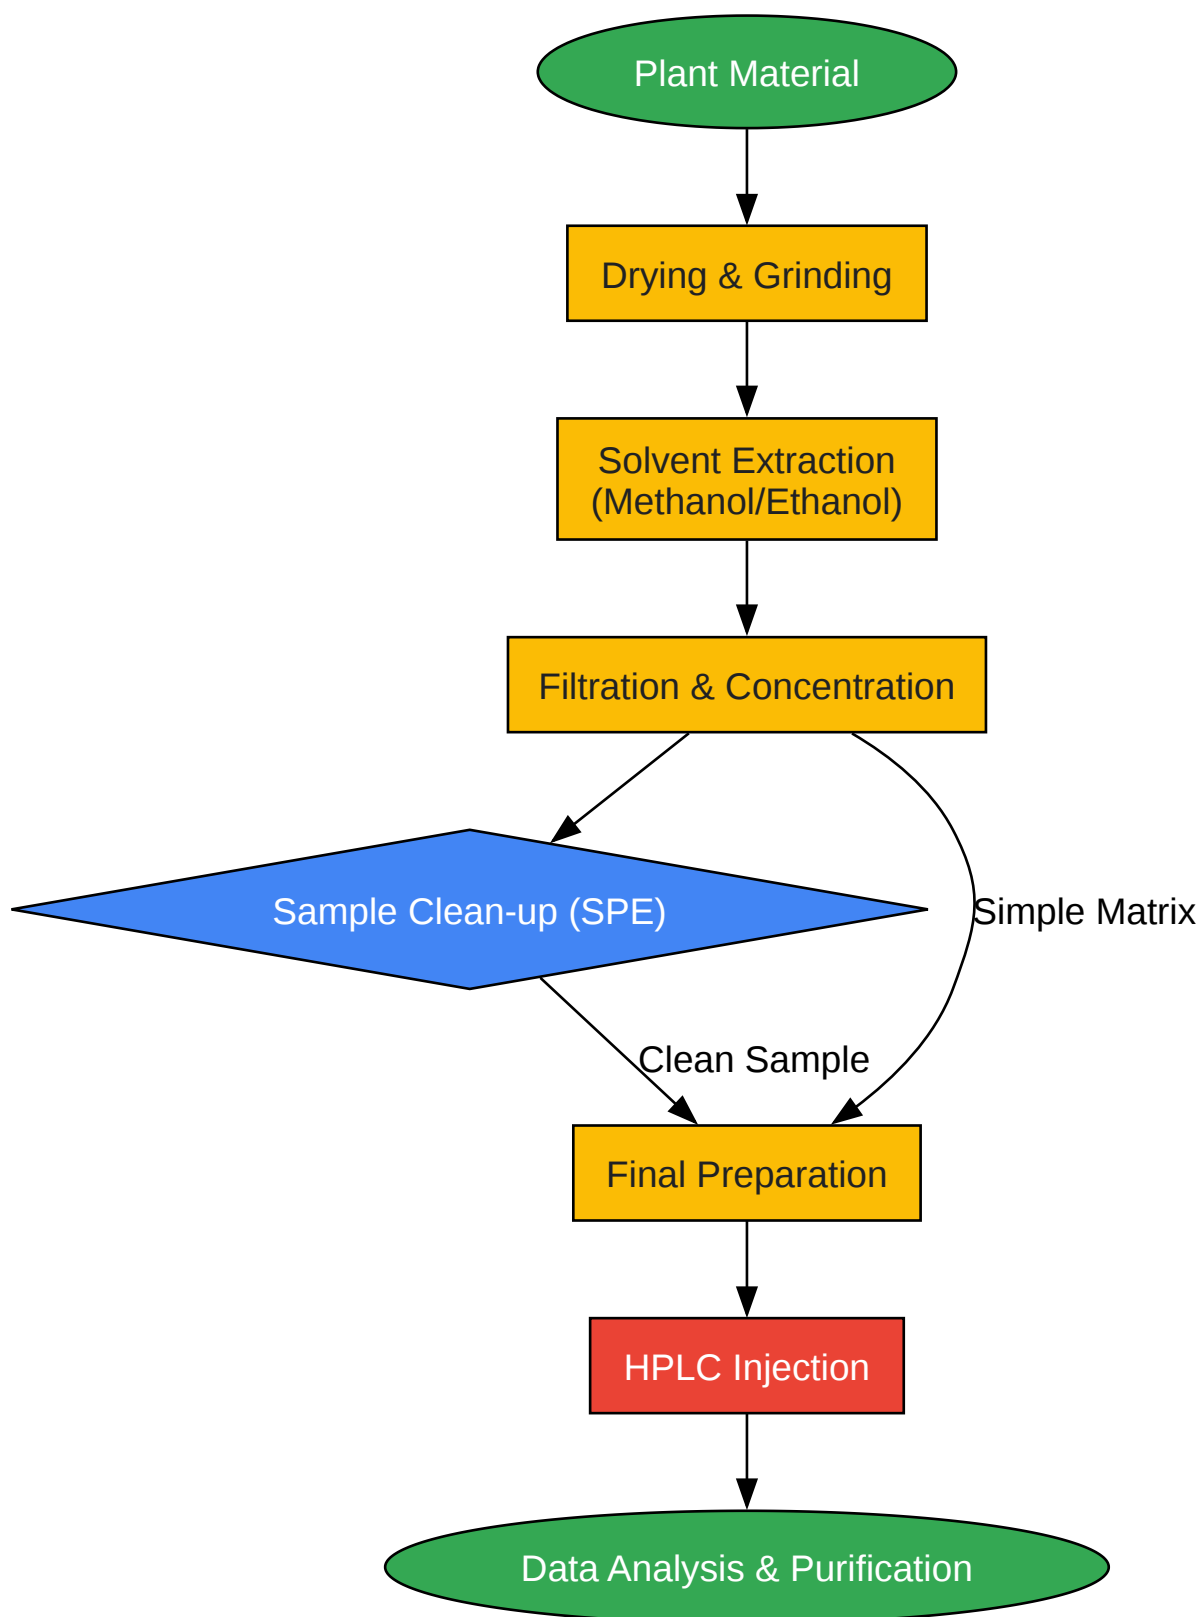 Plant Material
Drying & Grinding
Solvent Extraction
(Methanol/Ethanol)
Filtration & Concentration
Sample Clean-up (SPE)
Simple Matrix
Clean Sample
Final Preparation
HPLC Injection
Data Analysis & Purification